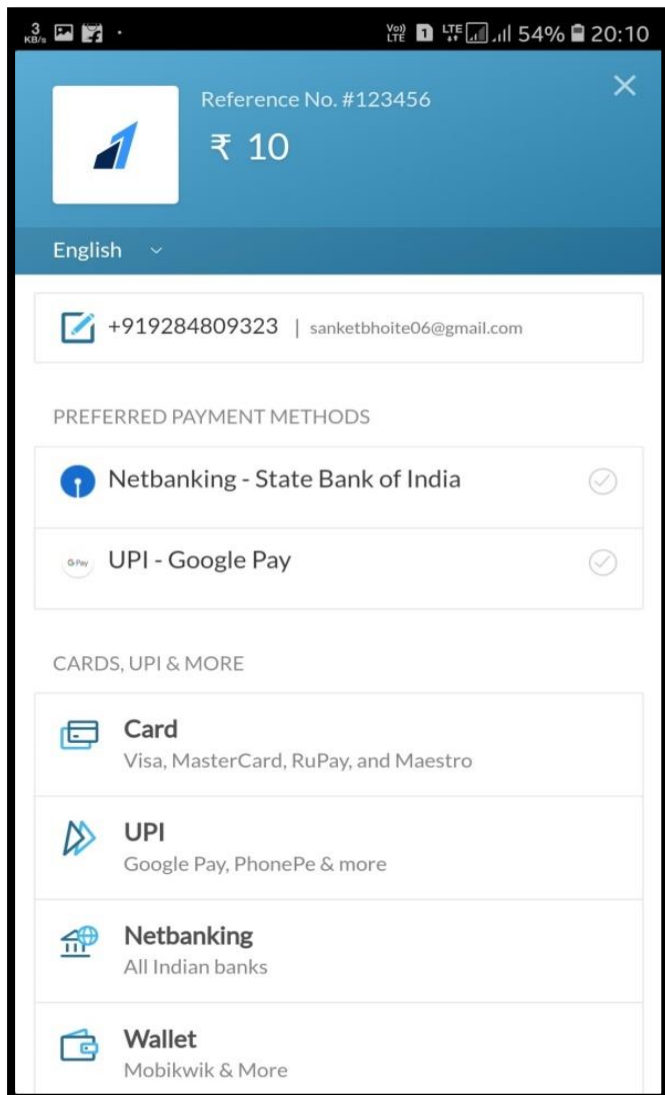 3
KB/s
Vo))
LTE
1
LTE
54%
20:10
Reference No. #123456
₹ 10
English
+919284809323 | sanketbhoite06@gmail.com
PREFERRED PAYMENT METHODS
Netbanking - State Bank of India
G Pay
UPI - Google Pay
CARDS, UPI & MORE
Card
Visa, MasterCard, RuPay, and Maestro
UPI
Google Pay, PhonePe & more
Netbanking
All Indian banks
Wallet
Mobikwik & More